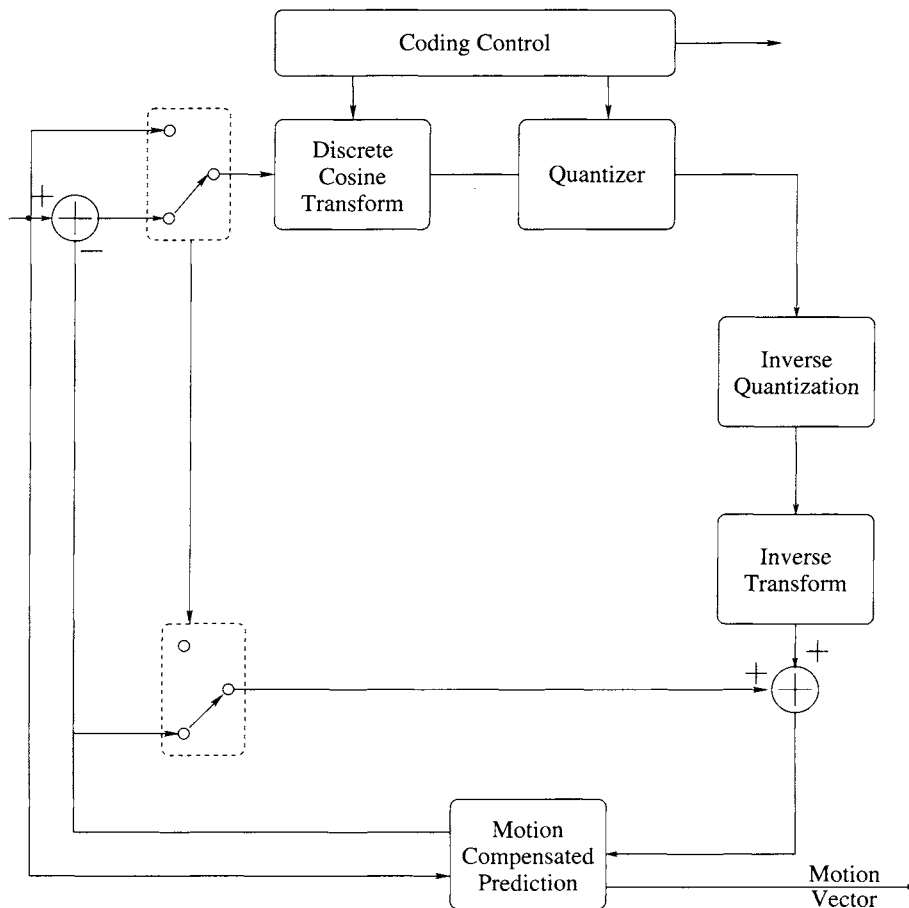 Coding Control
Discrete
Cosine
Transform
Quantizer
+
−
Inverse
Quantization
Inverse
Transform
+
+
Motion
Compensated
Prediction
Motion
Vector